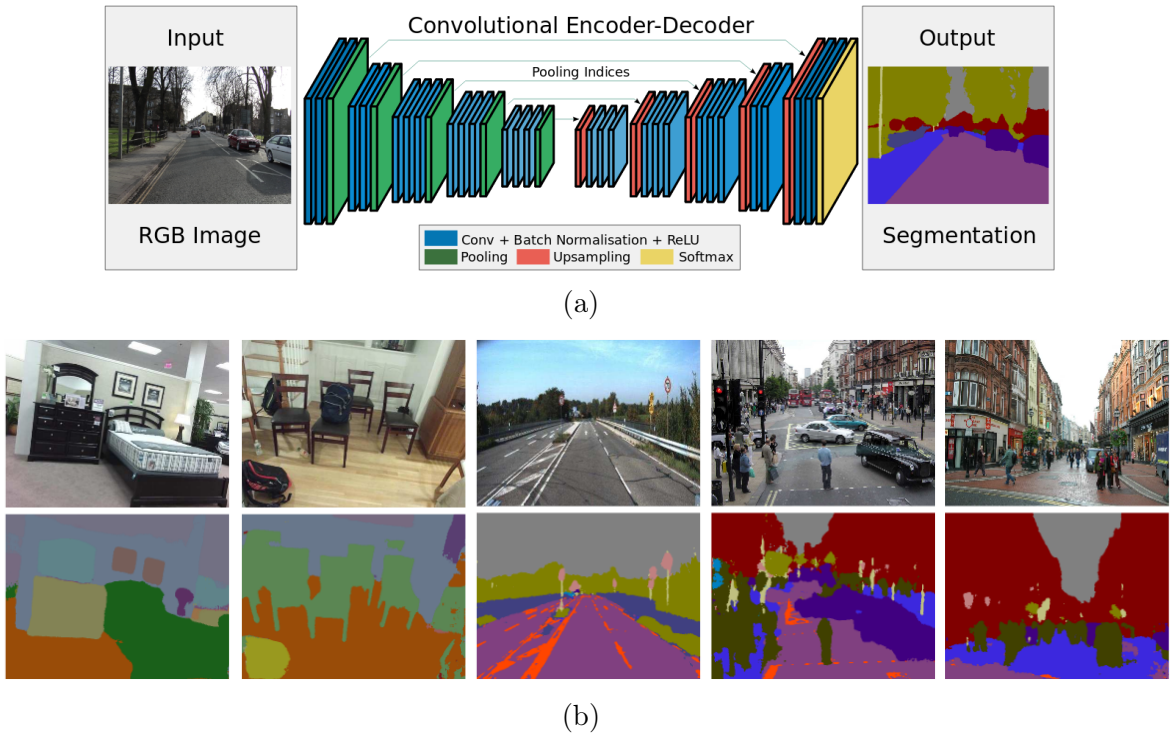 Input
Convolutional Encoder-Decoder
Output
Pooling Indices
RGB Image
Segmentation
Conv + Batch Normalisation + ReLU
Pooling
Upsampling
Softmax
(a)
(b)